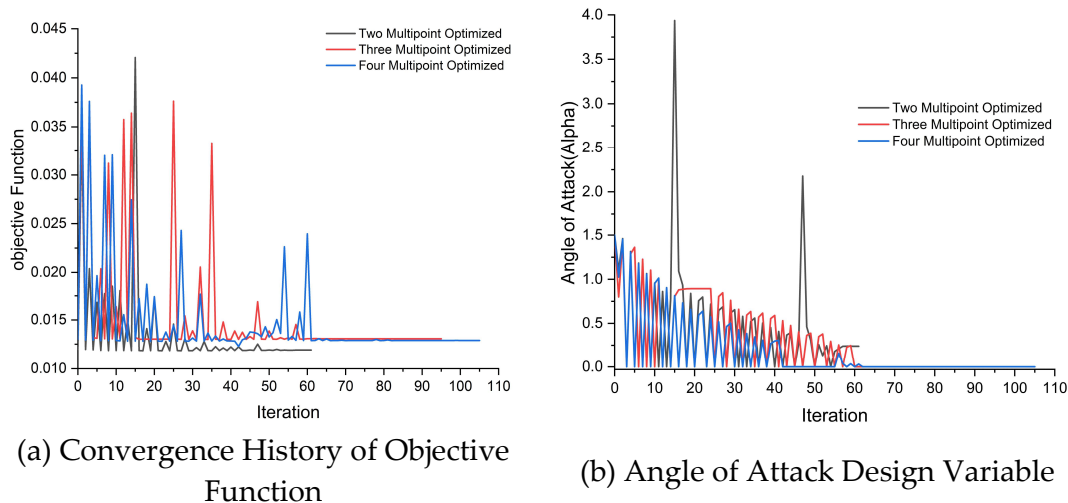 0.045
0.040
0.035
0.030
0.025
0.020
0.015
0.010
objective Function
0 10 20 30 40 50 60 70 80 90 100 110
Iteration
Two Multipoint Optimized
Three Multipoint Optimized
Four Multipoint Optimized
(a) Convergence History of Objective
Function
4.0
3.5
3.0
2.5
2.0
1.5
1.0
0.5
0.0
Angle of Attack(Alpha)
0 10 20 30 40 50 60 70 80 90 100 110
Iteration
Two Multipoint Optimized
Three Multipoint Optimized
Four Multipoint Optimized
(b) Angle of Attack Design Variable